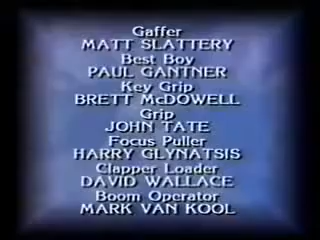 Gaffer
MATT SLATTERY
Best Boy
PAUL GANTNER
Key Grip
BRETT McDOWELL
Grip
JOHN TATE
Focus Puller
HARRY GLYNATSIS
Clapper Loader
DAVID WALLACE
Boom Operator
MARK VAN KOOL